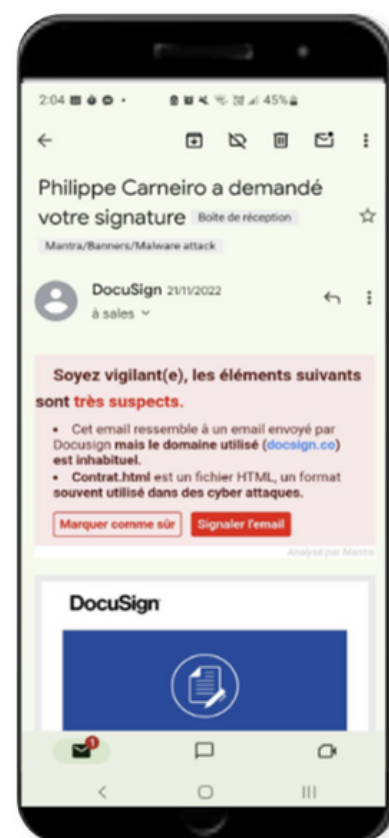 2:04
45%
Philippe Carneiro a demandé
votre signature Boîte de réception
Mantra/Banners/Malware attack
DocuSign 21/11/2022
à sales
Soyez vigilant(e), les éléments suivants
sont très suspects.
• Cet email ressemble à un email envoyé par
Docusign mais le domaine utilisé (docsign.co)
est inhabituel.
• Contrat.html est un fichier HTML, un format
souvent utilisé dans des cyber attaques.
Marquer comme sûr Signaler l'email
Analysé par Mantra
DocuSign
1